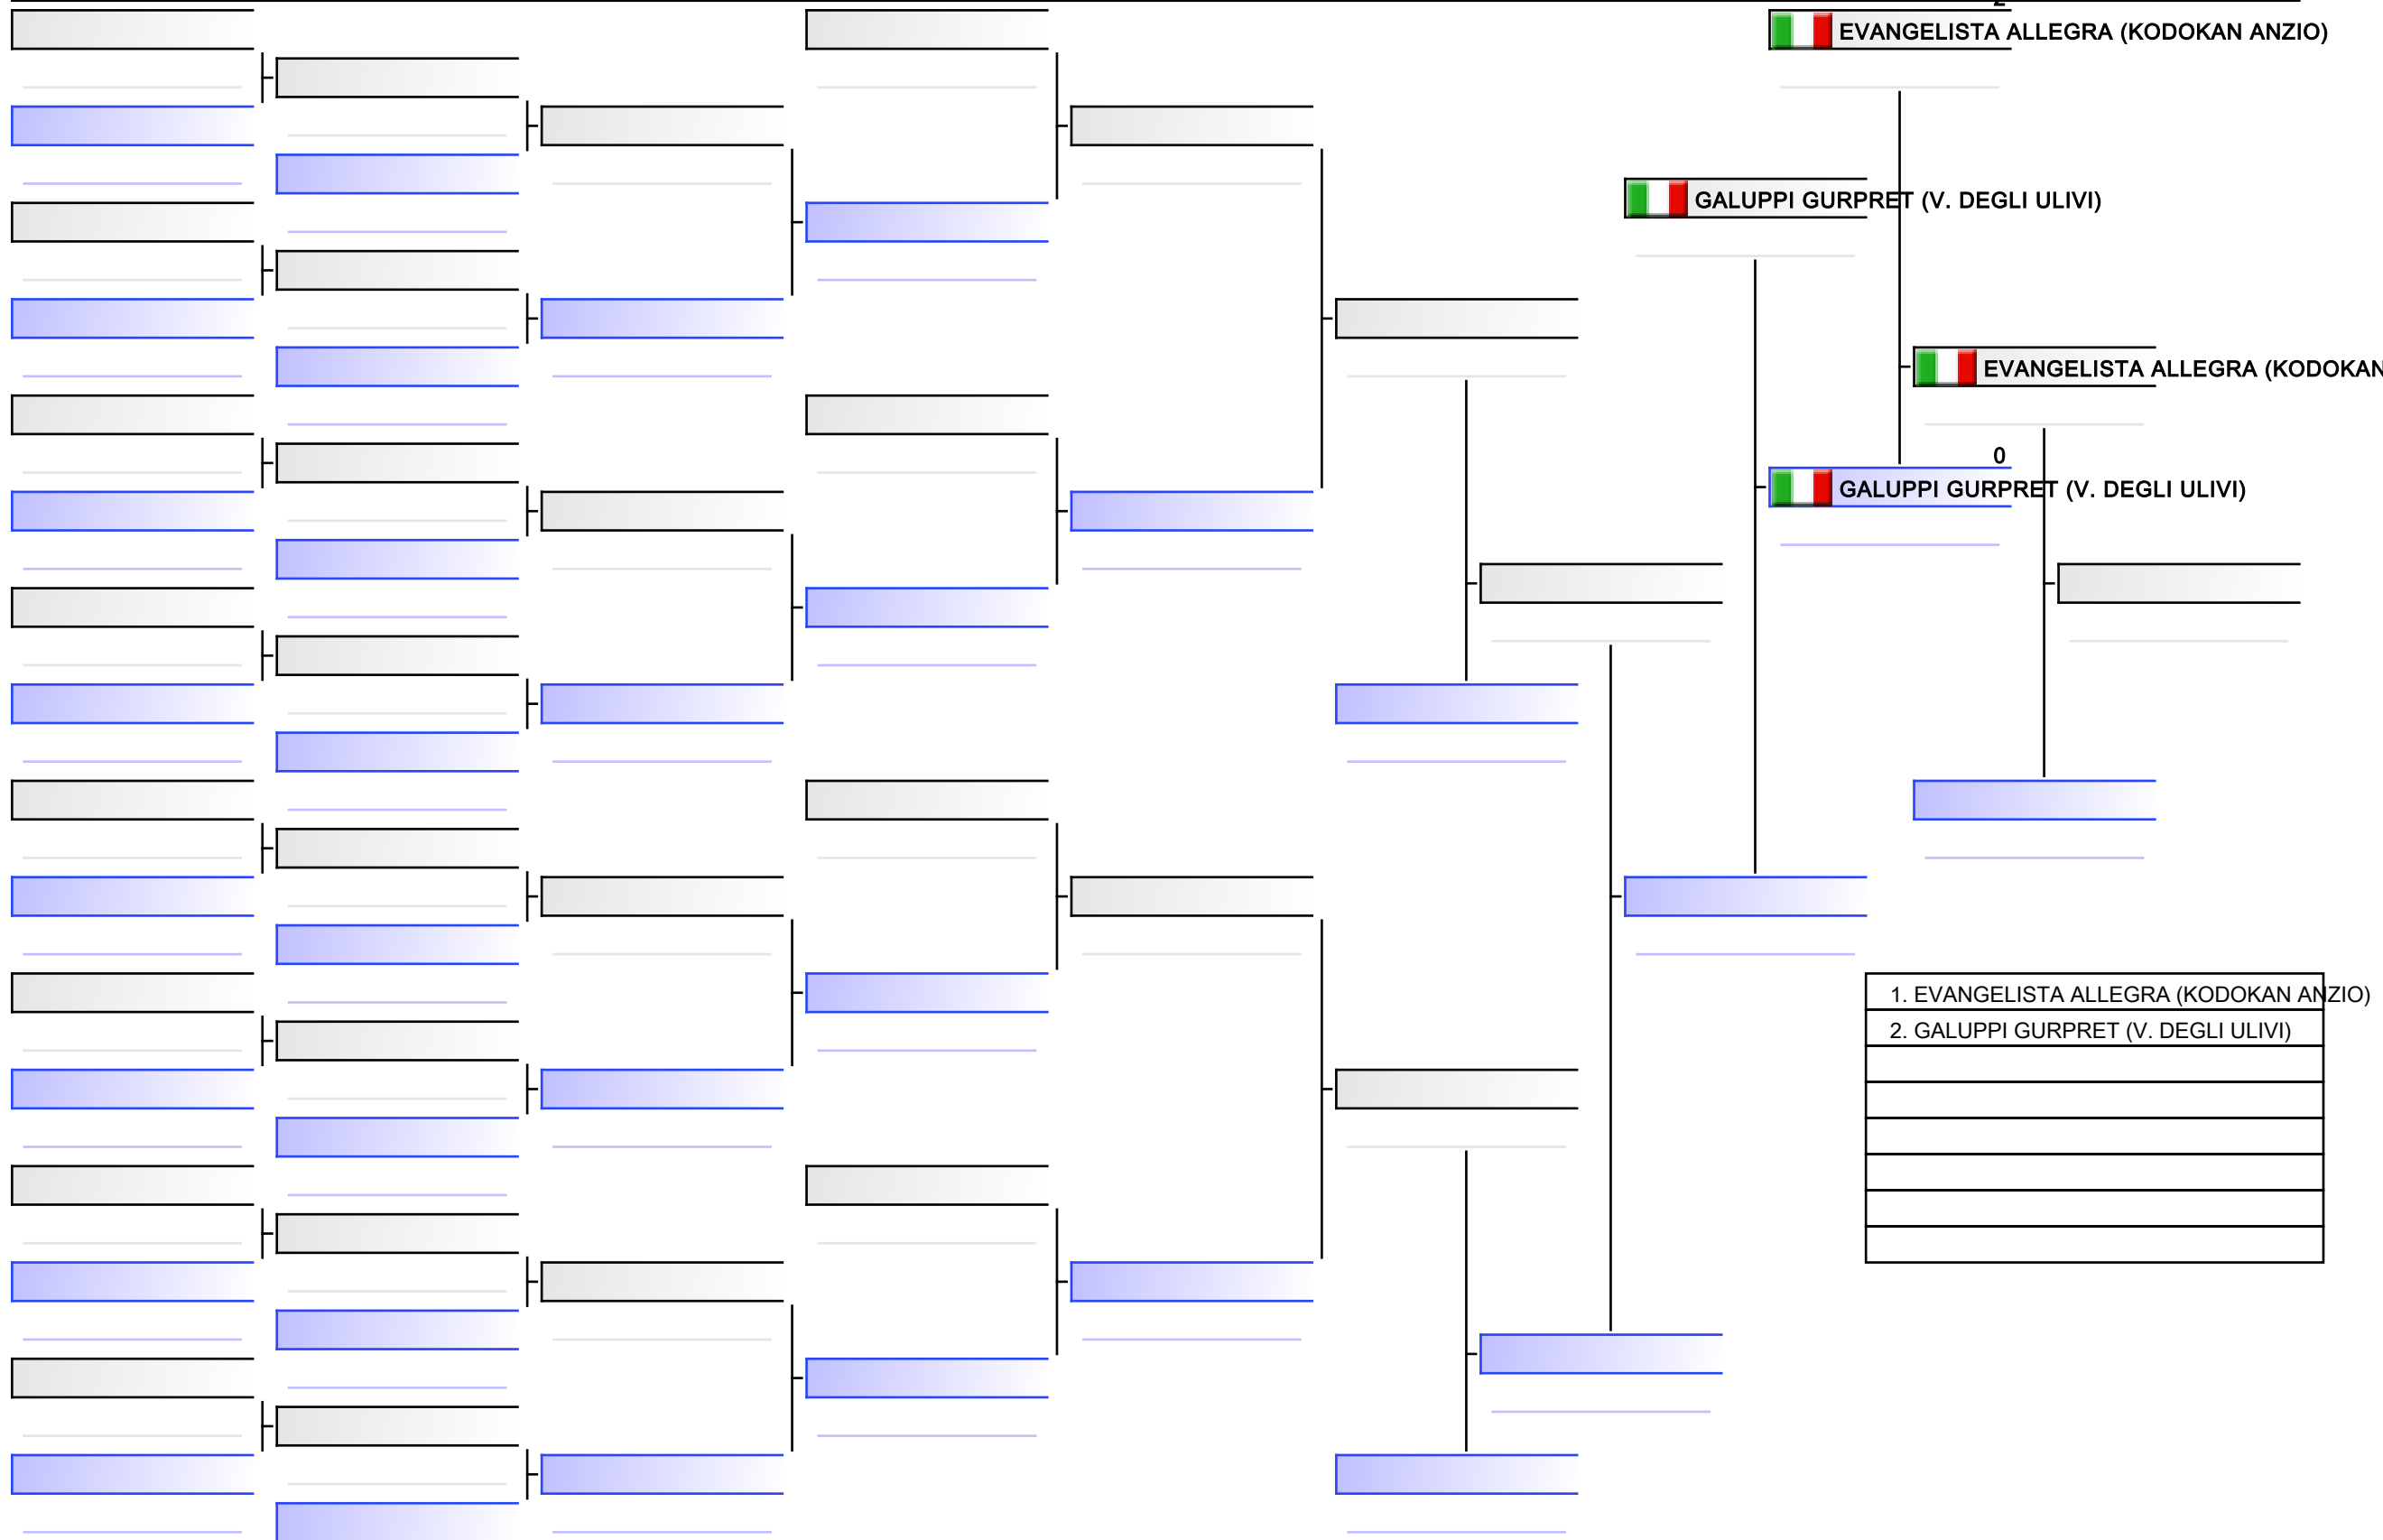 EVANGELISTA ALLEGRA (KODOKAN ANZIO)
GALUPPI GURPRET (V. DEGLI ULIVI)
EVANGELISTA ALLEGRA (KODOKAN
0
GALUPPI GURPRET (V. DEGLI ULIVI)
1. EVANGELISTA ALLEGRA (KODOKAN ANZIO)
2. GALUPPI GURPRET (V. DEGLI ULIVI)